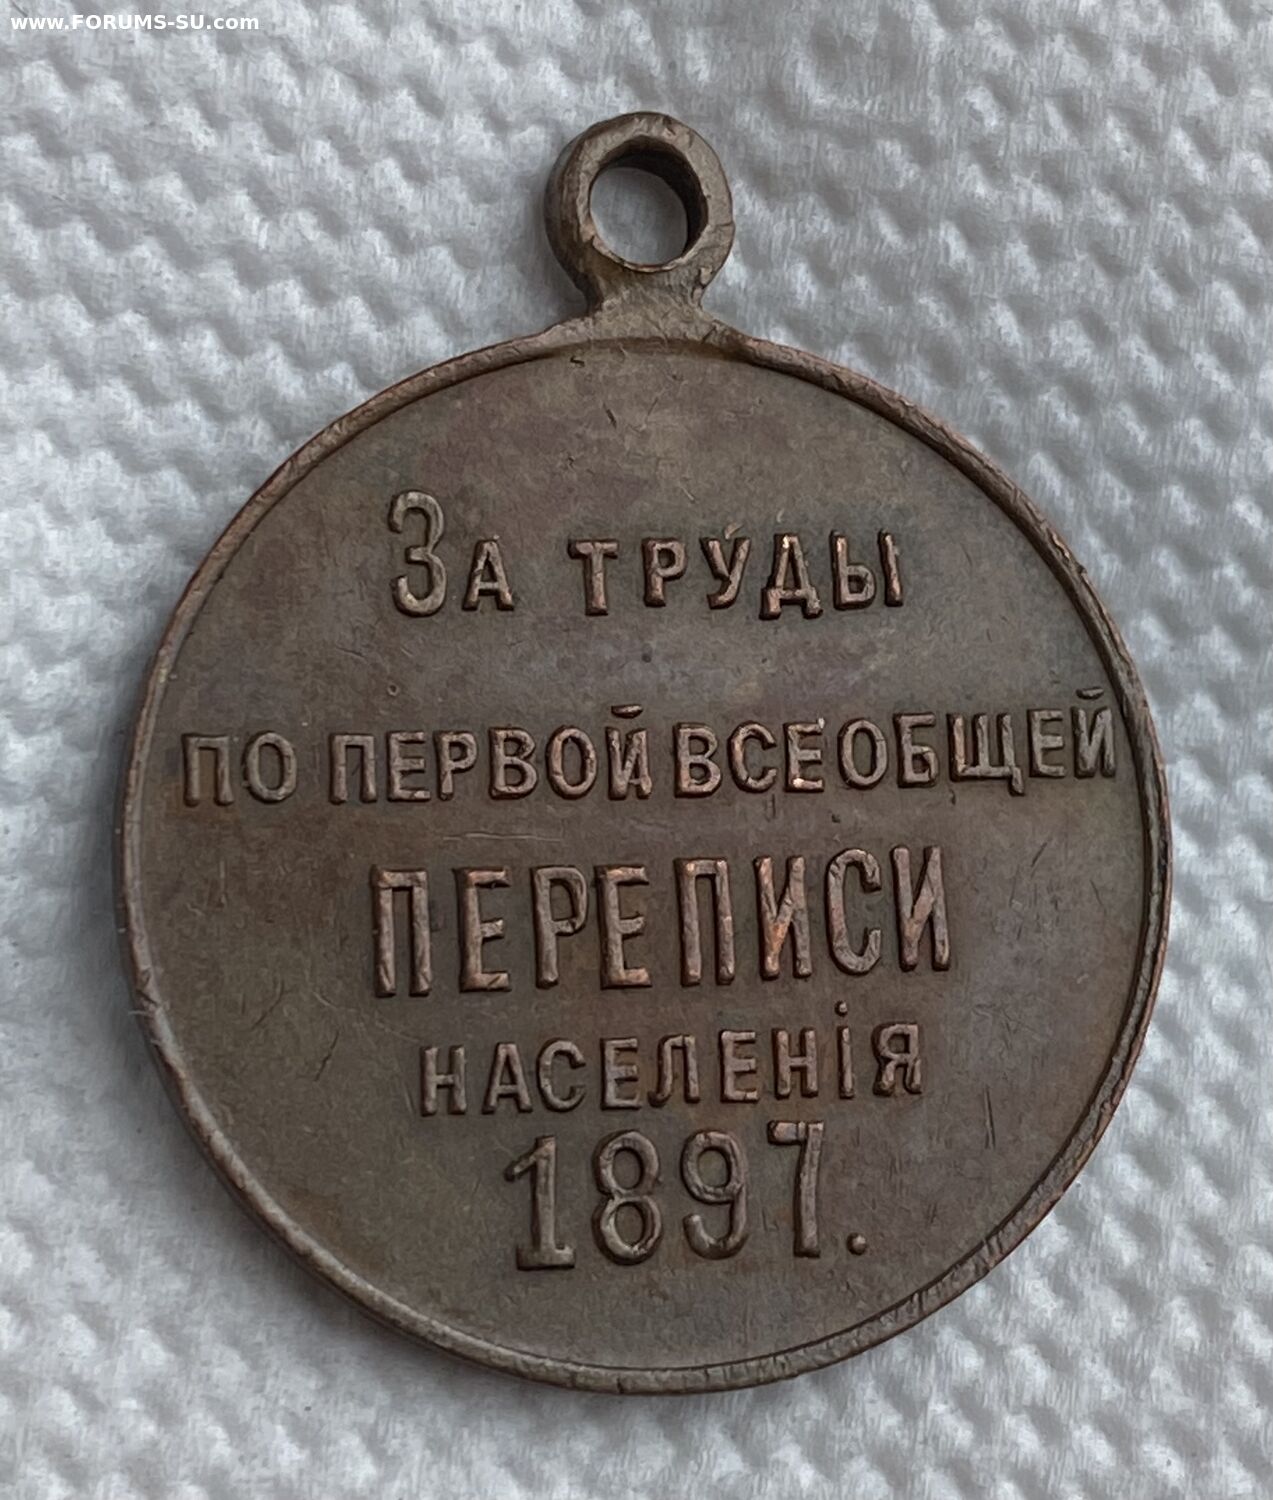 www.FORUMS-SU.com
За труды
по первой всеобщей
ПЕРЕПИСИ
населенія
1897.